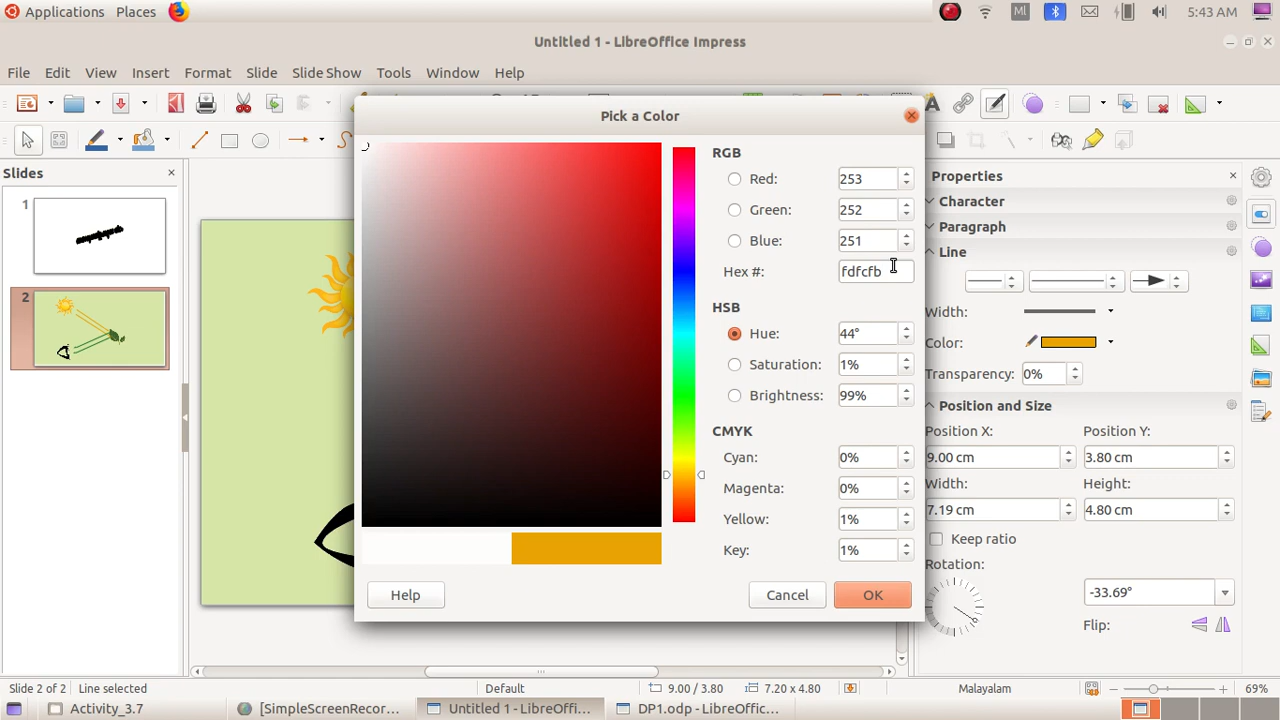 Applications Places Ml 5:43 AM
Untitled 1 - LibreOffice Impress
File Edit View Insert Format Slide Slide Show Tools Window Help
Pick a Color
Slides
1
2
RGB
Red: 253
Green: 252
Blue: 251
Hex #: fdfcfb
HSB
Hue: 44°
Saturation: 1%
Brightness: 99%
CMYK
Cyan: 0%
Magenta: 0%
Yellow: 1%
Key: 1%
Help Cancel OK
Properties
Character
Paragraph
Line
Width:
Color:
Transparency: 0%
Position and Size
Position X: Position Y:
9.00 cm 3.80 cm
Width: Height:
7.19 cm 4.80 cm
Keep ratio
Rotation:
-33.69°
Flip:
Slide 2 of 2 Line selected Default 9.00 / 3.80 7.20 x 4.80 Malayalam 69%
Activity_3.7 [SimpleScreenRecor... Untitled 1 - LibreOffi... DP1.odp - LibreOffic...